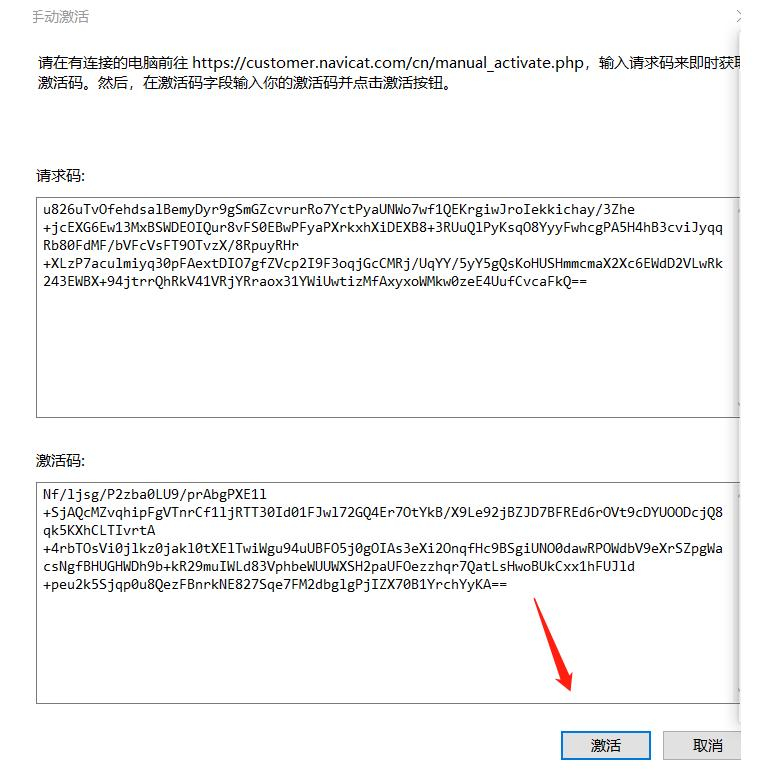 手动激活
请在有连接的电脑前往 https://customer.navicat.com/cn/manual_activate.php，输入请求码来即时获取
激活码。然后，在激活码字段输入你的激活码并点击激活按钮。
请求码:
u826uTvOfehdsalBemyDyr9gSmGZcvrurRo7YctPyaUNWo7wf1QEKrgiwJroIekkichay/3Zhe
+jcEXG6Ew13MxBSWDEOIQur8vFS0EBwPFyaPXrkxhXiDEXB8+3RUuQlPyKsqO8YyyFwhcgPA5H4hB3cviJyqq
Rb80FdMF/bVFcVsFT9OTvzX/8RpuyRHr
+XLzP7aculmiyq30pFAextDIO7gfZVcp2I9F3oqjGcCMRj/UqYY/5yY5gQsKoHUSHmmcmaX2Xc6EWdD2VLwRk
243EWBX+94jtrrQhRkV41VRjYRraox31YWiUwtizMfAxyxoWMkw0zeE4UufCvcaFkQ==
激活码:
Nf/ljsg/P2zba0LU9/prAbgPXE1l
+SjAQcMZvqhipFgVTnrCf1ljRTT30Id01FJwl72GQ4Er7OtYkB/X9Le92jBZJD7BFREd6rOVt9cDYUOODcjQ8
qk5KXhCLTIvrtA
+4rbTOsVi0jlkz0jakl0tXElTwiWgu94uUBFO5j0gOIAs3eXi2OnqfHc9BSgiUNO0dawRPOWdbV9eXrSZpgWa
csNgfBHUGHWDh9b+kR29muIWLd83VphbeWUUWXSH2paUFOezzhqr7QatLsHwoBUkCxx1hFUJld
+peu2k5Sjqp0u8QezFBnrkNE827Sqe7FM2dbglgPjIZX70B1YrchYyKA==
激活
取消